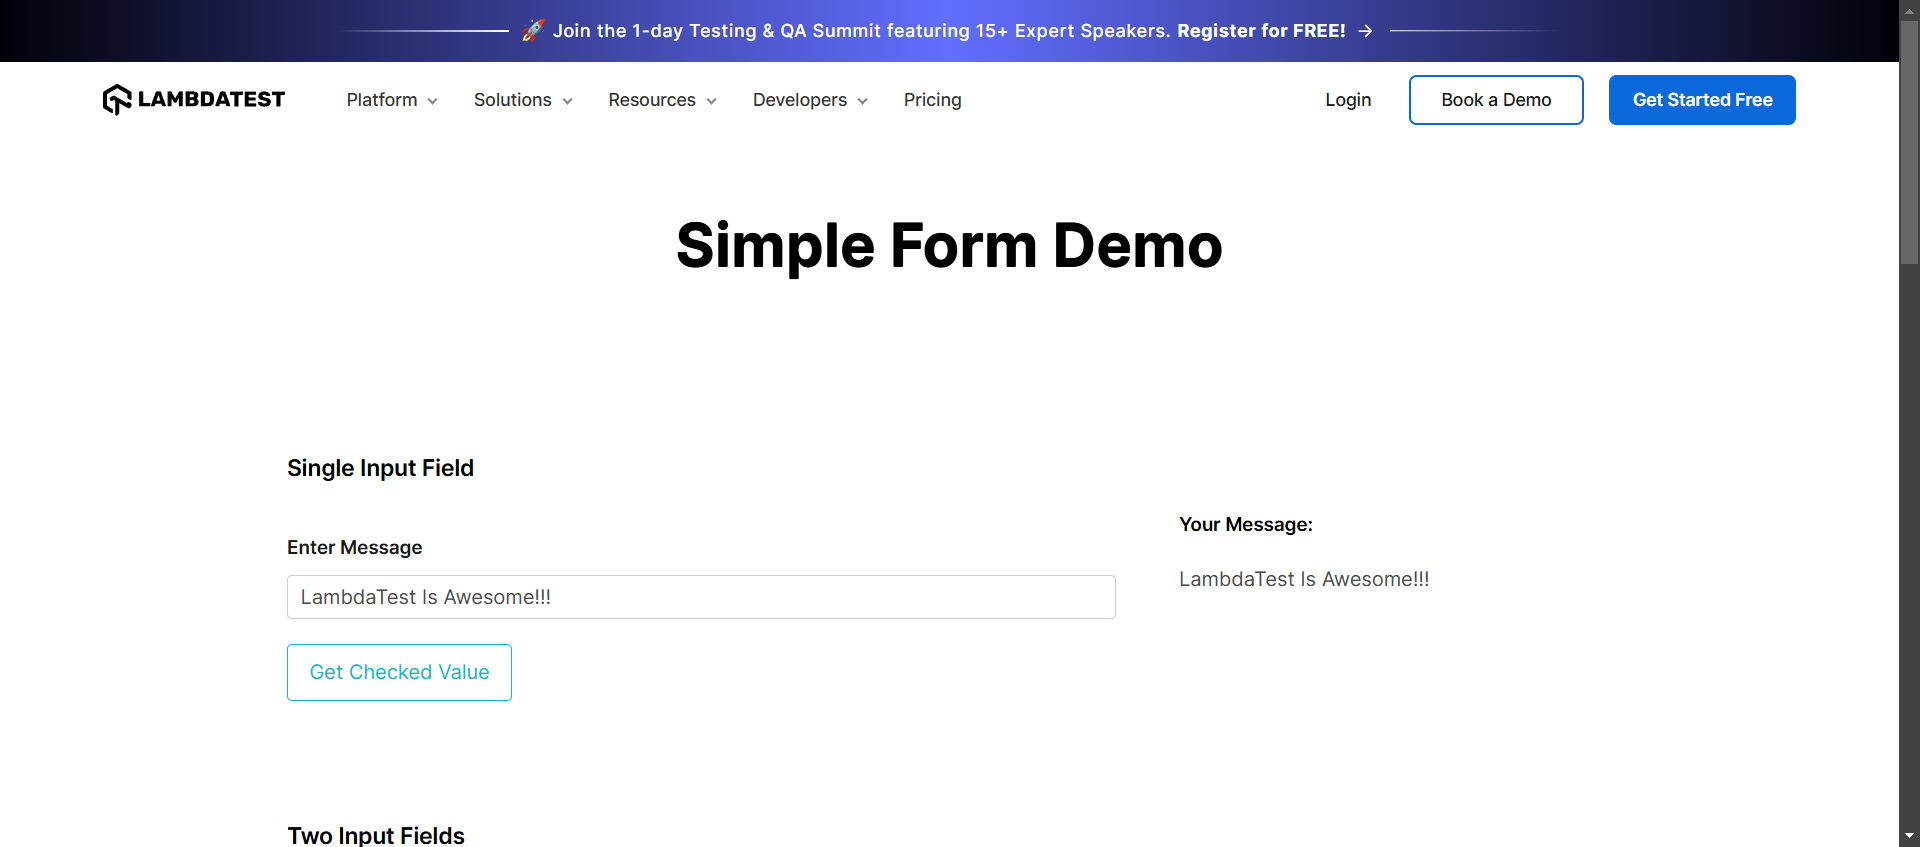 🚀 Join the 1-day Testing & QA Summit featuring 15+ Expert Speakers. Register for FREE! →
LAMBDATEST Platform Solutions Resources Developers Pricing Login Book a Demo Get Started Free
Simple Form Demo
Single Input Field
Your Message:
Enter Message
LambdaTest Is Awesome!!!
LambdaTest Is Awesome!!!
Get Checked Value
Two Input Fields